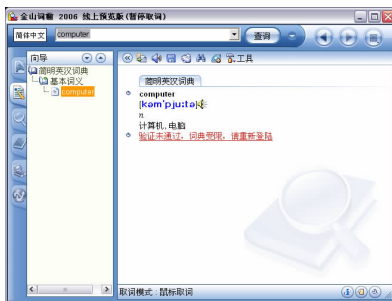 金山词霸 2006 线上预览版(暂停取词)
简体中文 computer 查询
向导
工具
简明英汉词典
基本词义
computer
简明英汉词典
computer
[kəm'pju:tə]
n.
计算机, 电脑
验证未通过，词典受限，请重新登陆
取词模式：鼠标取词